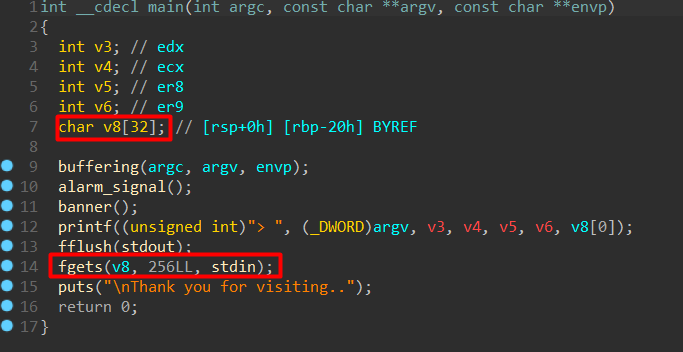 1 int __cdecl main(int argc, const char **argv, const char **envp)
2 {
3 int v3; // edx
4 int v4; // ecx
5 int v5; // er8
6 int v6; // er9
7 char v8[32]; // [rsp+0h] [rbp-20h] BYREF
8
9 buffering(argc, argv, envp);
10 alarm_signal();
11 banner();
12 printf((unsigned int)"> ", (_DWORD)argv, v3, v4, v5, v6, v8[0]);
13 fflush(stdout);
14 fgets(v8, 256LL, stdin);
15 puts("\nThank you for visiting..");
16 return 0;
17 }